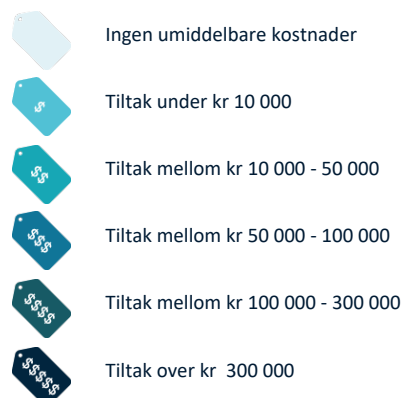 Ingen umiddelbare kostnader
$
Tiltak under kr 10 000
$$
Tiltak mellom kr 10 000 - 50 000
$$$
Tiltak mellom kr 50 000 - 100 000
$$$$
Tiltak mellom kr 100 000 - 300 000
$$$$$
Tiltak over kr  300 000